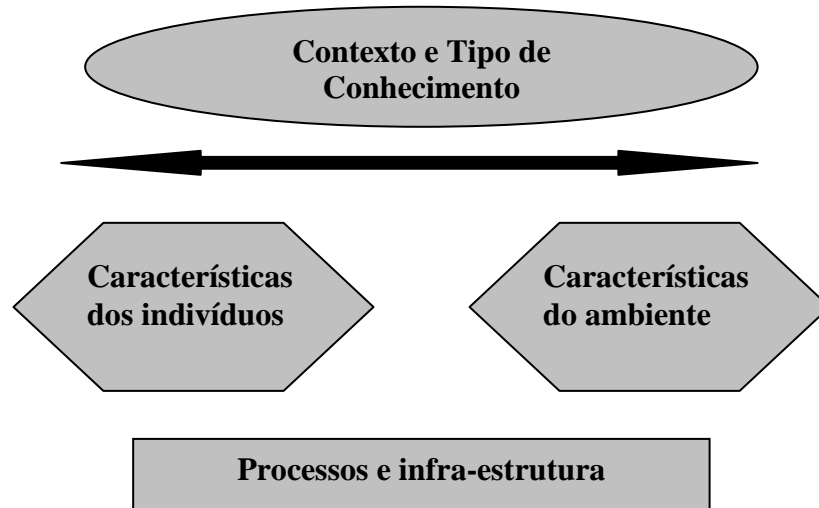 Contexto e Tipo de
Conhecimento
Características
dos indivíduos
Características
do ambiente
Processos e infra-estrutura